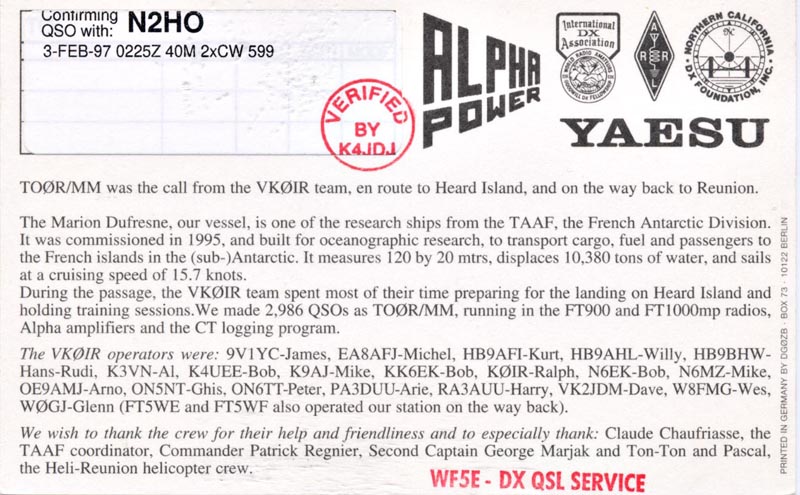 Confirming
QSO with: N2HO
3-FEB-97 0225Z 40M 2xCW 599
VERIFIED
BY
K4JDJ
ALPHA
POWER
International
DX
Association
WORLD RADIO AMATEURS
GOODWILL DX FELLOWSHIP
A
R R
L
NORTHERN CALIFORNIA
DX FOUNDATION, INC.
YAESU
TOØR/MM was the call from the VKØIR team, en route to Heard Island, and on the way back to Reunion.
The Marion Dufresne, our vessel, is one of the research ships from the TAAF, the French Antarctic Division.
It was commissioned in 1995, and built for oceanographic research, to transport cargo, fuel and passengers to
the French islands in the (sub-)Antarctic. It measures 120 by 20 mtrs, displaces 10,380 tons of water, and sails
at a cruising speed of 15.7 knots.
During the passage, the VKØIR team spent most of their time preparing for the landing on Heard Island and
holding training sessions.We made 2,986 QSOs as TOØR/MM, running in the FT900 and FT1000mp radios,
Alpha amplifiers and the CT logging program.
The VKØIR operators were: 9V1YC-James, EA8AFJ-Michel, HB9AFI-Kurt, HB9AHL-Willy, HB9BHW-
Hans-Rudi, K3VN-Al, K4UEE-Bob, K9AJ-Mike, KK6EK-Bob, KØIR-Ralph, N6EK-Bob, N6MZ-Mike,
OE9AMJ-Arno, ON5NT-Ghis, ON6TT-Peter, PA3DUU-Arie, RA3AUU-Harry, VK2JDM-Dave, W8FMG-Wes,
WØGJ-Glenn (FT5WE and FT5WF also operated our station on the way back).
We wish to thank the crew for their help and friendliness and to especially thank: Claude Chaufriasse, the
TAAF coordinator, Commander Patrick Regnier, Second Captain George Marjak and Ton-Ton and Pascal,
the Heli-Reunion helicopter crew.
WF5E - DX QSL SERVICE
PRINTED IN GERMANY BY DGØZB · BOX 73 · 10122 BERLIN